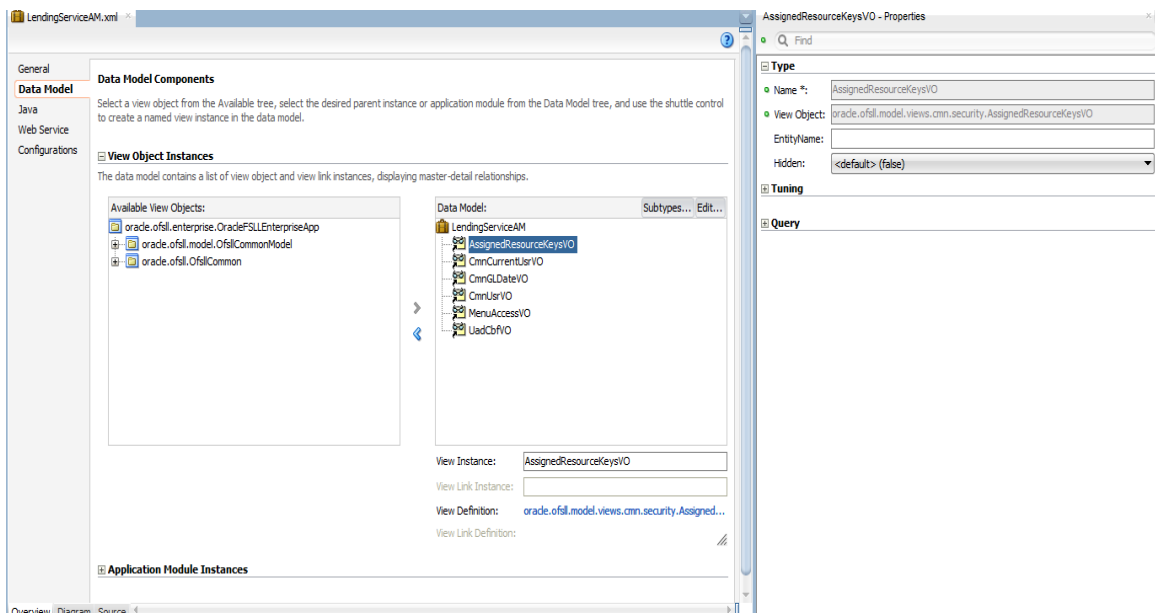 LendingServiceAM.xml
General
Data Model
Java
Web Service
Configurations
Data Model Components
Select a view object from the Available tree, select the desired parent instance or application module from the Data Model tree, and use the shuttle control
to create a named view instance in the data model.
View Object Instances
The data model contains a list of view object and view link instances, displaying master-detail relationships.
Available View Objects:
oracle.ofsll.enterprise.OracleFSLLEnterpriseApp
oracle.ofsll.model.OfsllCommonModel
oracle.ofsll.OfsllCommon
Data Model: Subtypes... Edit...
LendingServiceAM
AssignedResourceKeysVO
CmnCurrentUsrVO
CmnGLDateVO
CmnUsrVO
MenuAccessVO
UadCbfVO
View Instance: AssignedResourceKeysVO
View Link Instance:
View Definition: oracle.ofsll.model.views.cmn.security.Assigned...
View Link Definition:
Application Module Instances
Overview Diagram Source
AssignedResourceKeysVO - Properties
Find
Type
Name *: AssignedResourceKeysVO
View Object: oracle.ofsll.model.views.cmn.security.AssignedResourceKeysVO
EntityName:
Hidden: <default> (false)
Tuning
Query